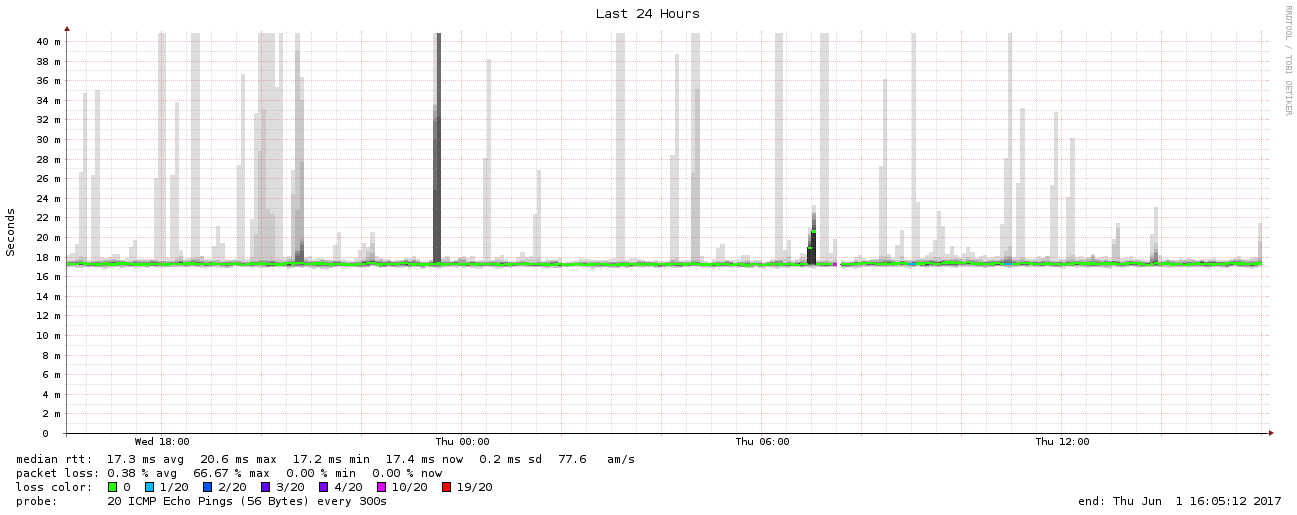 Last 24 Hours
RRDTOOL / TOBI OETIKER
Seconds
40 m
38 m
36 m
34 m
32 m
30 m
28 m
26 m
24 m
22 m
20 m
18 m
16 m
14 m
12 m
10 m
8 m
6 m
4 m
2 m
0
Wed 18:00 Thu 00:00 Thu 06:00 Thu 12:00
median rtt: 17.3 ms avg 20.6 ms max 17.2 ms min 17.4 ms now 0.2 ms sd 77.6 am/s
packet loss: 0.38 % avg 66.67 % max 0.00 % min 0.00 % now
loss color: 0 1/20 2/20 3/20 4/20 10/20 19/20
probe: 20 ICMP Echo Pings (56 Bytes) every 300s end: Thu Jun 1 16:05:12 2017